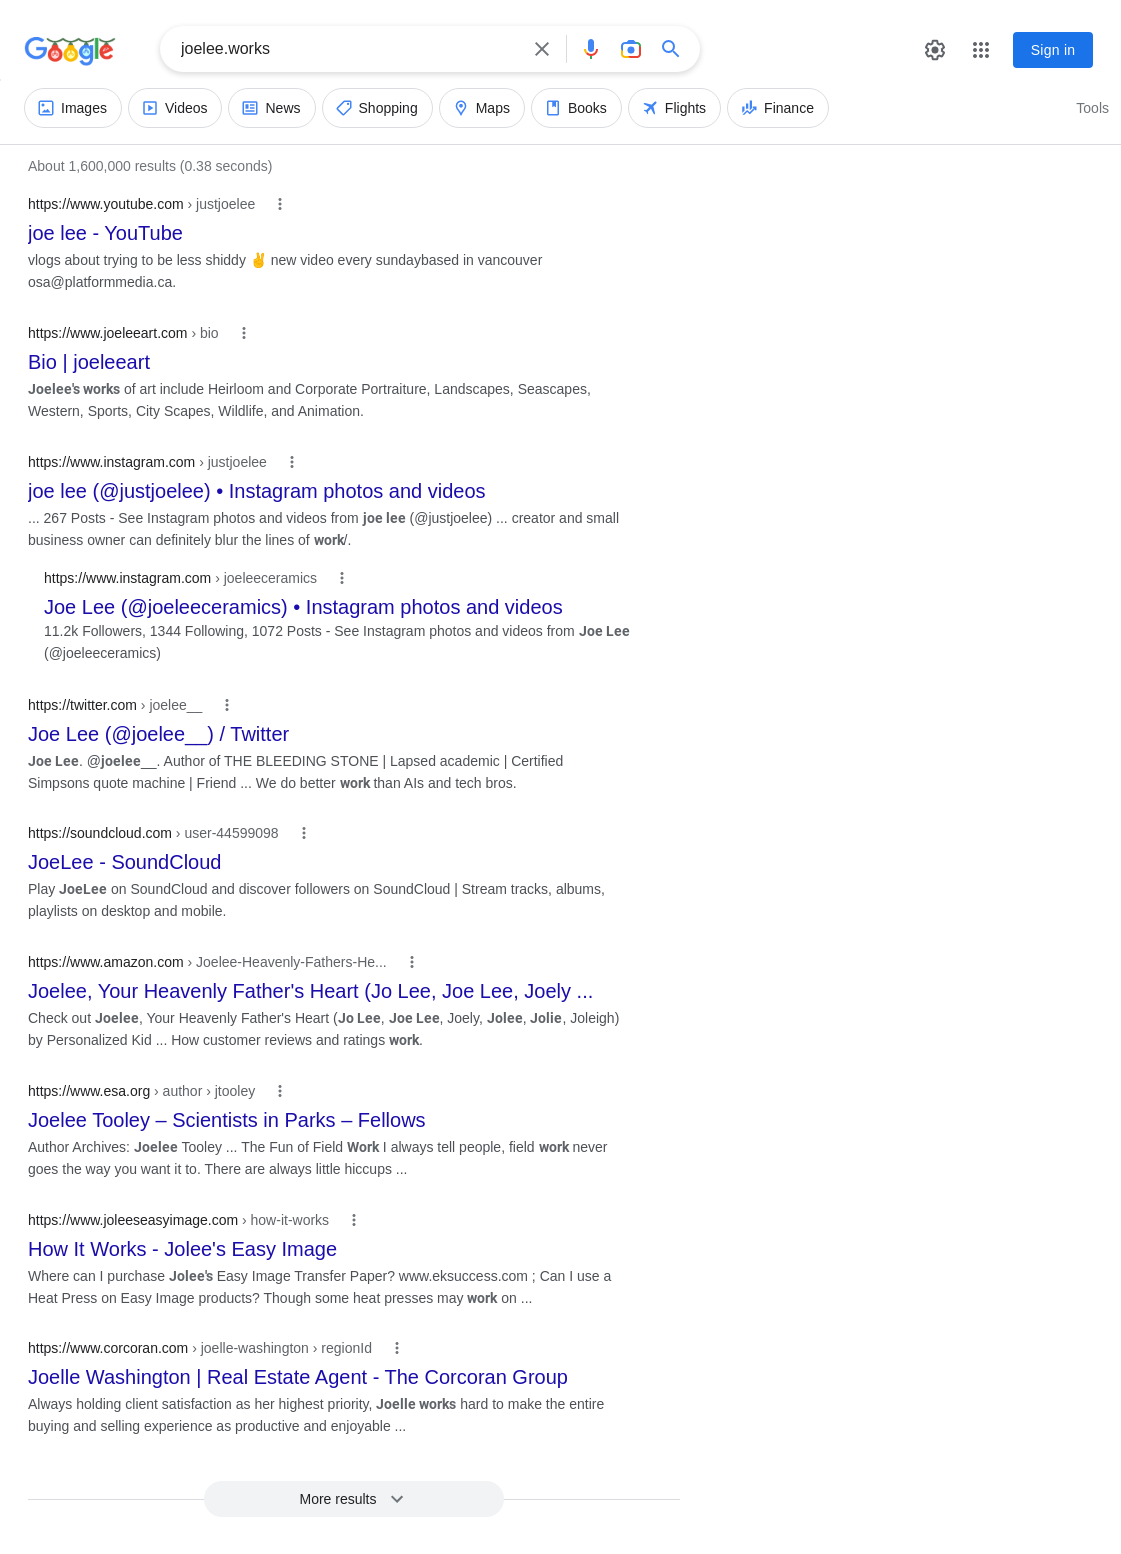 Google
joelee.works
Sign in
Images
Videos
News
Shopping
Maps
Books
Flights
Finance
Tools
About 1,600,000 results (0.38 seconds)
https://www.youtube.com › justjoelee
joe lee - YouTube
vlogs about trying to be less shiddy ✌️ new video every sundaybased in vancouver
osa@platformmedia.ca.
https://www.joeleeart.com › bio
Bio | joeleeart
Joelee's works of art include Heirloom and Corporate Portraiture, Landscapes, Seascapes,
Western, Sports, City Scapes, Wildlife, and Animation.
https://www.instagram.com › justjoelee
joe lee (@justjoelee) • Instagram photos and videos
... 267 Posts - See Instagram photos and videos from joe lee (@justjoelee) ... creator and small
business owner can definitely blur the lines of work/.
https://www.instagram.com › joeleeceramics
Joe Lee (@joeleeceramics) • Instagram photos and videos
11.2k Followers, 1344 Following, 1072 Posts - See Instagram photos and videos from Joe Lee
(@joeleeceramics)
https://twitter.com › joelee__
Joe Lee (@joelee__) / Twitter
Joe Lee. @joelee__. Author of THE BLEEDING STONE | Lapsed academic | Certified
Simpsons quote machine | Friend ... We do better work than AIs and tech bros.
https://soundcloud.com › user-44599098
JoeLee - SoundCloud
Play JoeLee on SoundCloud and discover followers on SoundCloud | Stream tracks, albums,
playlists on desktop and mobile.
https://www.amazon.com › Joelee-Heavenly-Fathers-He...
Joelee, Your Heavenly Father's Heart (Jo Lee, Joe Lee, Joely ...
Check out Joelee, Your Heavenly Father's Heart (Jo Lee, Joe Lee, Joely, Jolee, Jolie, Joleigh)
by Personalized Kid ... How customer reviews and ratings work.
https://www.esa.org › author › jtooley
Joelee Tooley – Scientists in Parks – Fellows
Author Archives: Joelee Tooley ... The Fun of Field Work I always tell people, field work never
goes the way you want it to. There are always little hiccups ...
https://www.joleeseasyimage.com › how-it-works
How It Works - Jolee's Easy Image
Where can I purchase Jolee's Easy Image Transfer Paper? www.eksuccess.com ; Can I use a
Heat Press on Easy Image products? Though some heat presses may work on ...
https://www.corcoran.com › joelle-washington › regionId
Joelle Washington | Real Estate Agent - The Corcoran Group
Always holding client satisfaction as her highest priority, Joelle works hard to make the entire
buying and selling experience as productive and enjoyable ...
More results